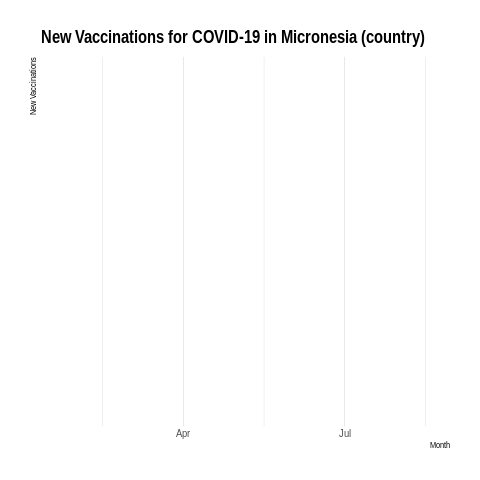 New Vaccinations for COVID-19 in Micronesia (country)
New Vaccinations
Apr
Jul
Month